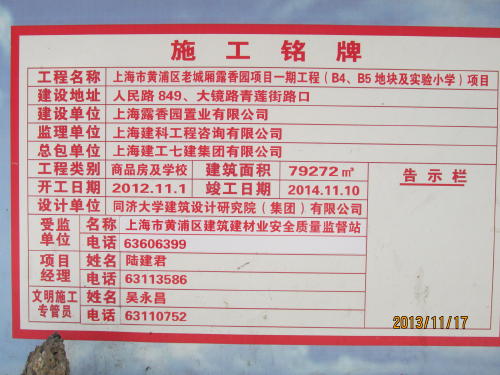 施工铭牌
工程名称 上海市黄浦区老城厢露香园项目一期工程（B4、B5地块及实验小学）项目
建设地址 人民路849、大镜路青莲街路口
建设单位 上海露香园置业有限公司
监理单位 上海建科工程咨询有限公司
总包单位 上海建工七建集团有限公司
工程类别 商品房及学校 建筑面积 79272㎡ 告示栏
开工日期 2012.11.1 竣工日期 2014.11.10
设计单位 同济大学建筑设计研究院（集团）有限公司
受监单位 名称 上海市黄浦区建筑建材业安全质量监督站
电话 63606399
项目经理 姓名 陆建君
电话 63113586
文明施工专管员 姓名 吴永昌
电话 63110752
2013/11/17